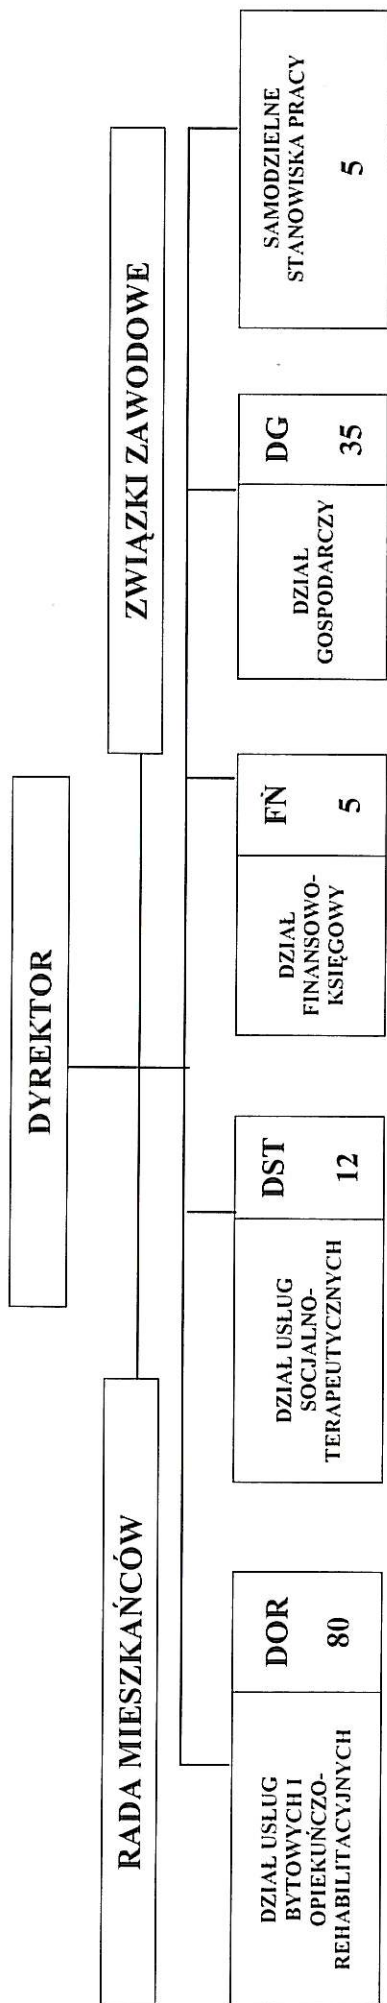 DYREKTOR
RADA MIESZKAŃCÓW
ZWIĄZKI ZAWODOWE
DZIAŁ USŁUG
BYTOWYCH I
OPIEKUŃCZO-
REHABILITACYJNYCH
DOR
80
DZIAŁ USŁUG
SOCJALNO-
TERAPEUTYCZNYCH
DST
12
DZIAŁ
FINANSOWO-
KSIĘGOWY
FŃ
5
DZIAŁ
GOSPODARCZY
DG
35
SAMODZIELNE
STANOWISKA PRACY
5